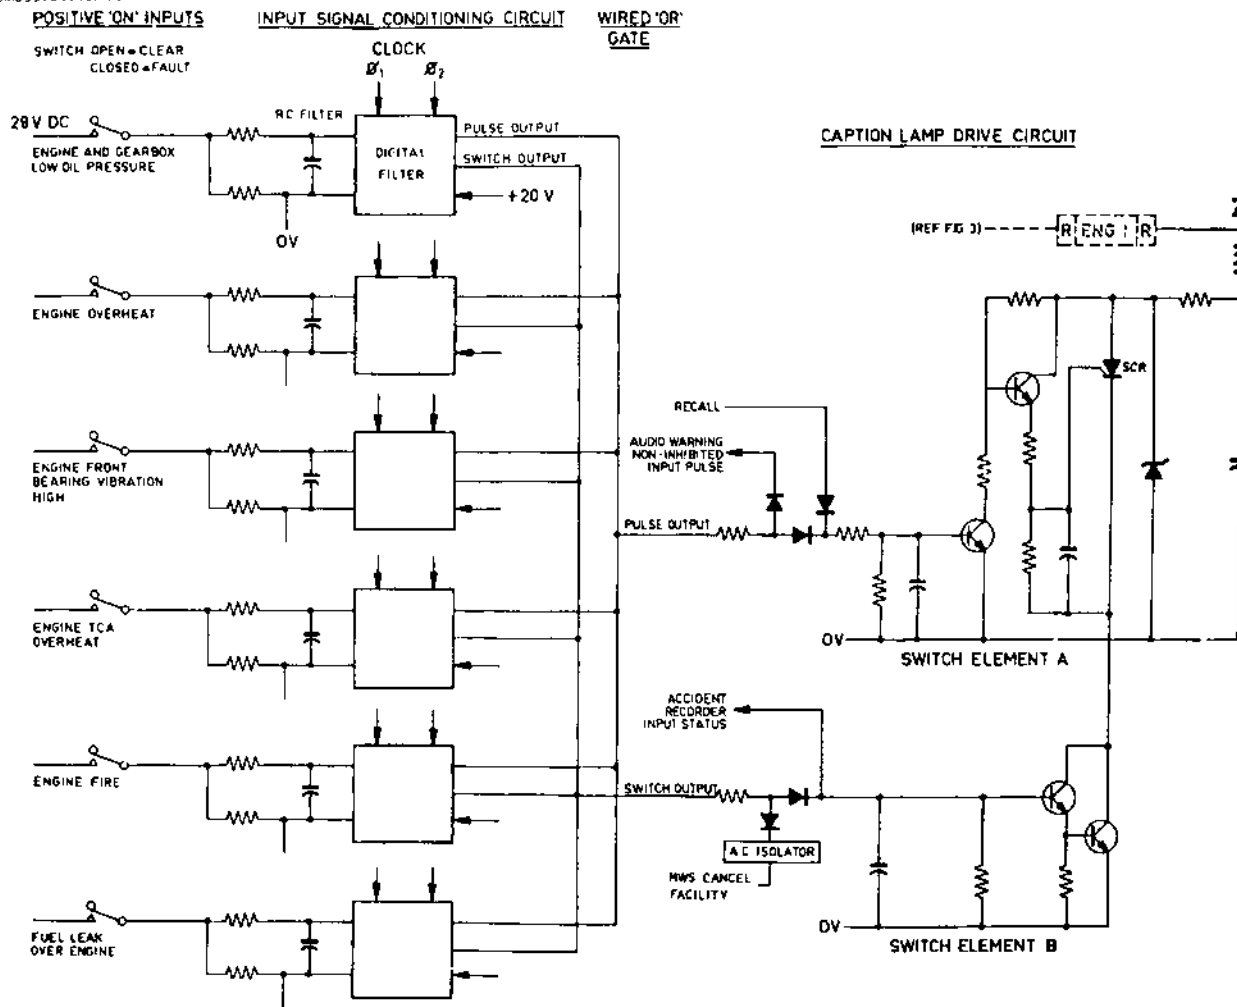 POSITIVE 'ON' INPUTS
INPUT SIGNAL CONDITIONING CIRCUIT
WIRED 'OR'
GATE
SWITCH OPEN = CLEAR
CLOSED = FAULT
CLOCK
Ø1 Ø2
28V DC
RC FILTER
ENGINE AND GEARBOX
LOW OIL PRESSURE
DIGITAL
FILTER
PULSE OUTPUT
SWITCH OUTPUT
+20 V
0V
CAPTION LAMP DRIVE CIRCUIT
(REF FIG 3)
R ENG 1 R
ENGINE OVERHEAT
SCR
RECALL
AUDIO WARNING
NON-INHIBITED
INPUT PULSE
ENGINE FRONT
BEARING VIBRATION
HIGH
PULSE OUTPUT
ENGINE TCA
OVERHEAT
0V
SWITCH ELEMENT A
ACCIDENT
RECORDER
INPUT STATUS
ENGINE FIRE
SWITCH OUTPUT
A C ISOLATOR
MWS CANCEL
FACILITY
FUEL LEAK
OVER ENGINE
0V
SWITCH ELEMENT B